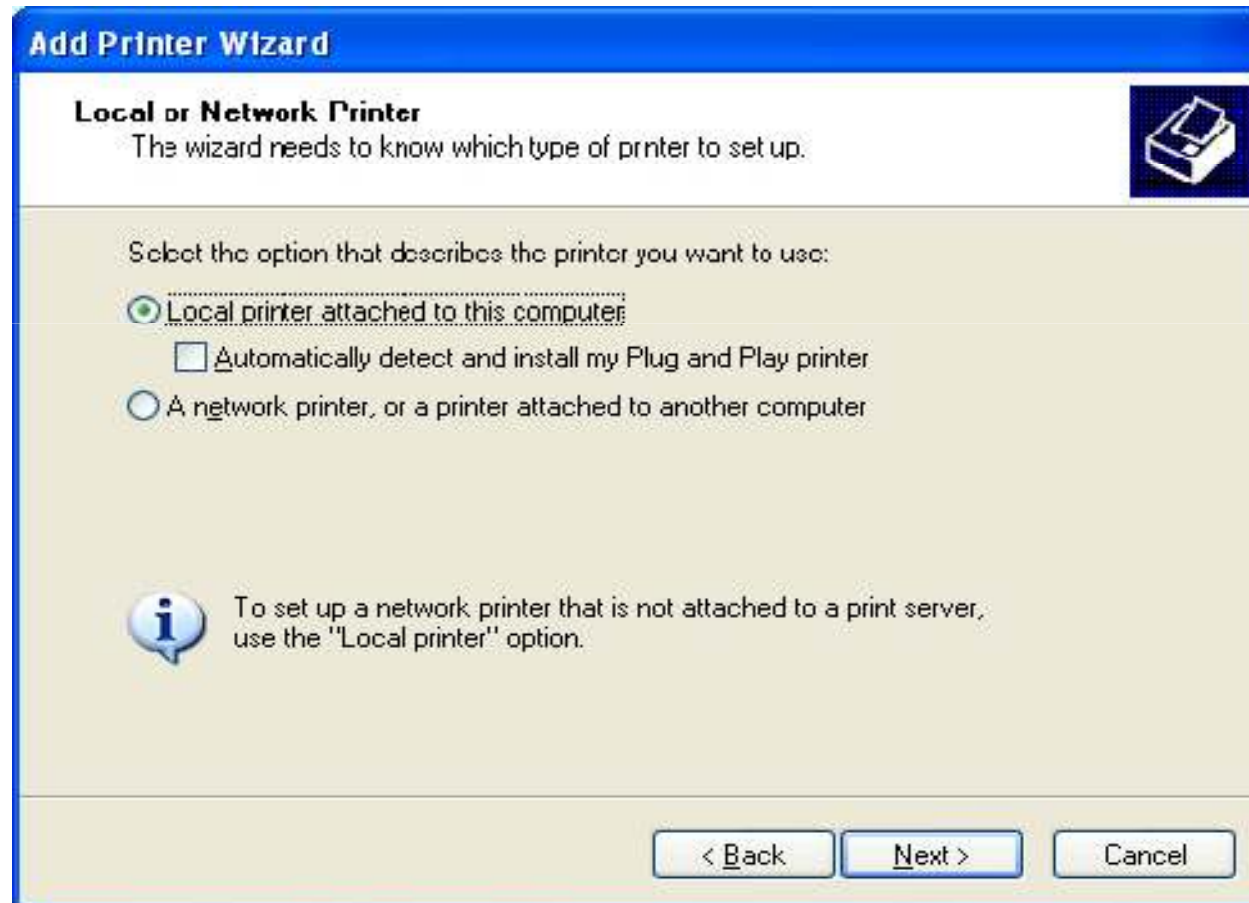 Add Printer Wizard
Local or Network Printer
The wizard needs to know which type of printer to set up.
Select the option that describes the printer you want to use:
Local printer attached to this computer
Automatically detect and install my Plug and Play printer
A network printer, or a printer attached to another computer
To set up a network printer that is not attached to a print server,
use the "Local printer" option.
< Back Next > Cancel